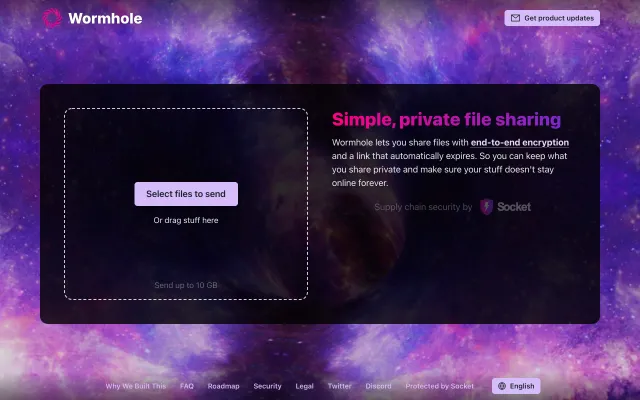 Wormhole
Get product updates
Simple, private file sharing
Wormhole lets you share files with end-to-end encryption
and a link that automatically expires. So you can keep what
you share private and make sure your stuff doesn't stay
online forever.
Select files to send
Or drag stuff here
Supply chain security by Socket
Send up to 10 GB
Why We Built This FAQ Roadmap Security Legal Twitter Discord Protected by Socket English